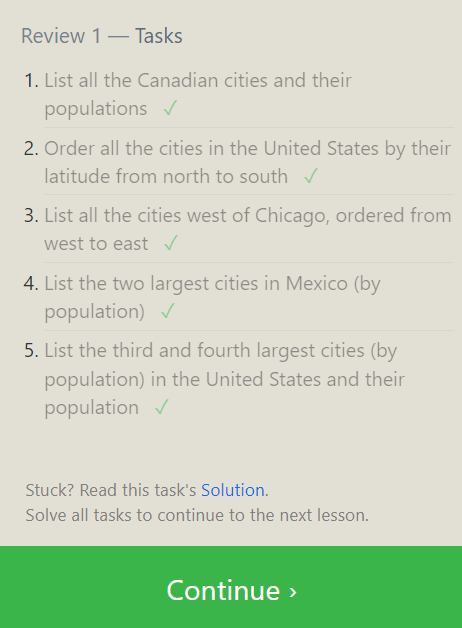 Review 1 — Tasks
1. List all the Canadian cities and their
populations ✓
2. Order all the cities in the United States by their
latitude from north to south ✓
3. List all the cities west of Chicago, ordered from
west to east ✓
4. List the two largest cities in Mexico (by
population) ✓
5. List the third and fourth largest cities (by
population) in the United States and their
population ✓
Stuck? Read this task's Solution.
Solve all tasks to continue to the next lesson.
Continue ›